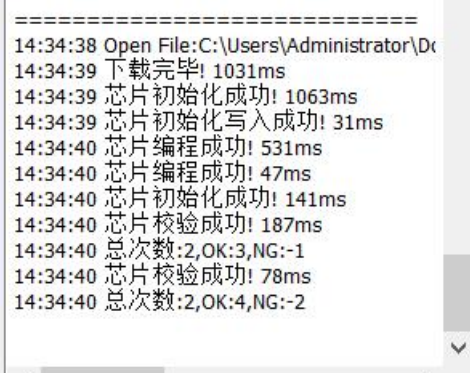 ==============================
14:34:38 Open File:C:\Users\Administrator\Do
14:34:39 下载完毕! 1031ms
14:34:39 芯片初始化成功! 1063ms
14:34:39 芯片初始化写入成功! 31ms
14:34:40 芯片编程成功! 531ms
14:34:40 芯片编程成功! 47ms
14:34:40 芯片初始化成功! 141ms
14:34:40 芯片校验成功! 187ms
14:34:40 总次数:2,OK:3,NG:-1
14:34:40 芯片校验成功! 78ms
14:34:40 总次数:2,OK:4,NG:-2